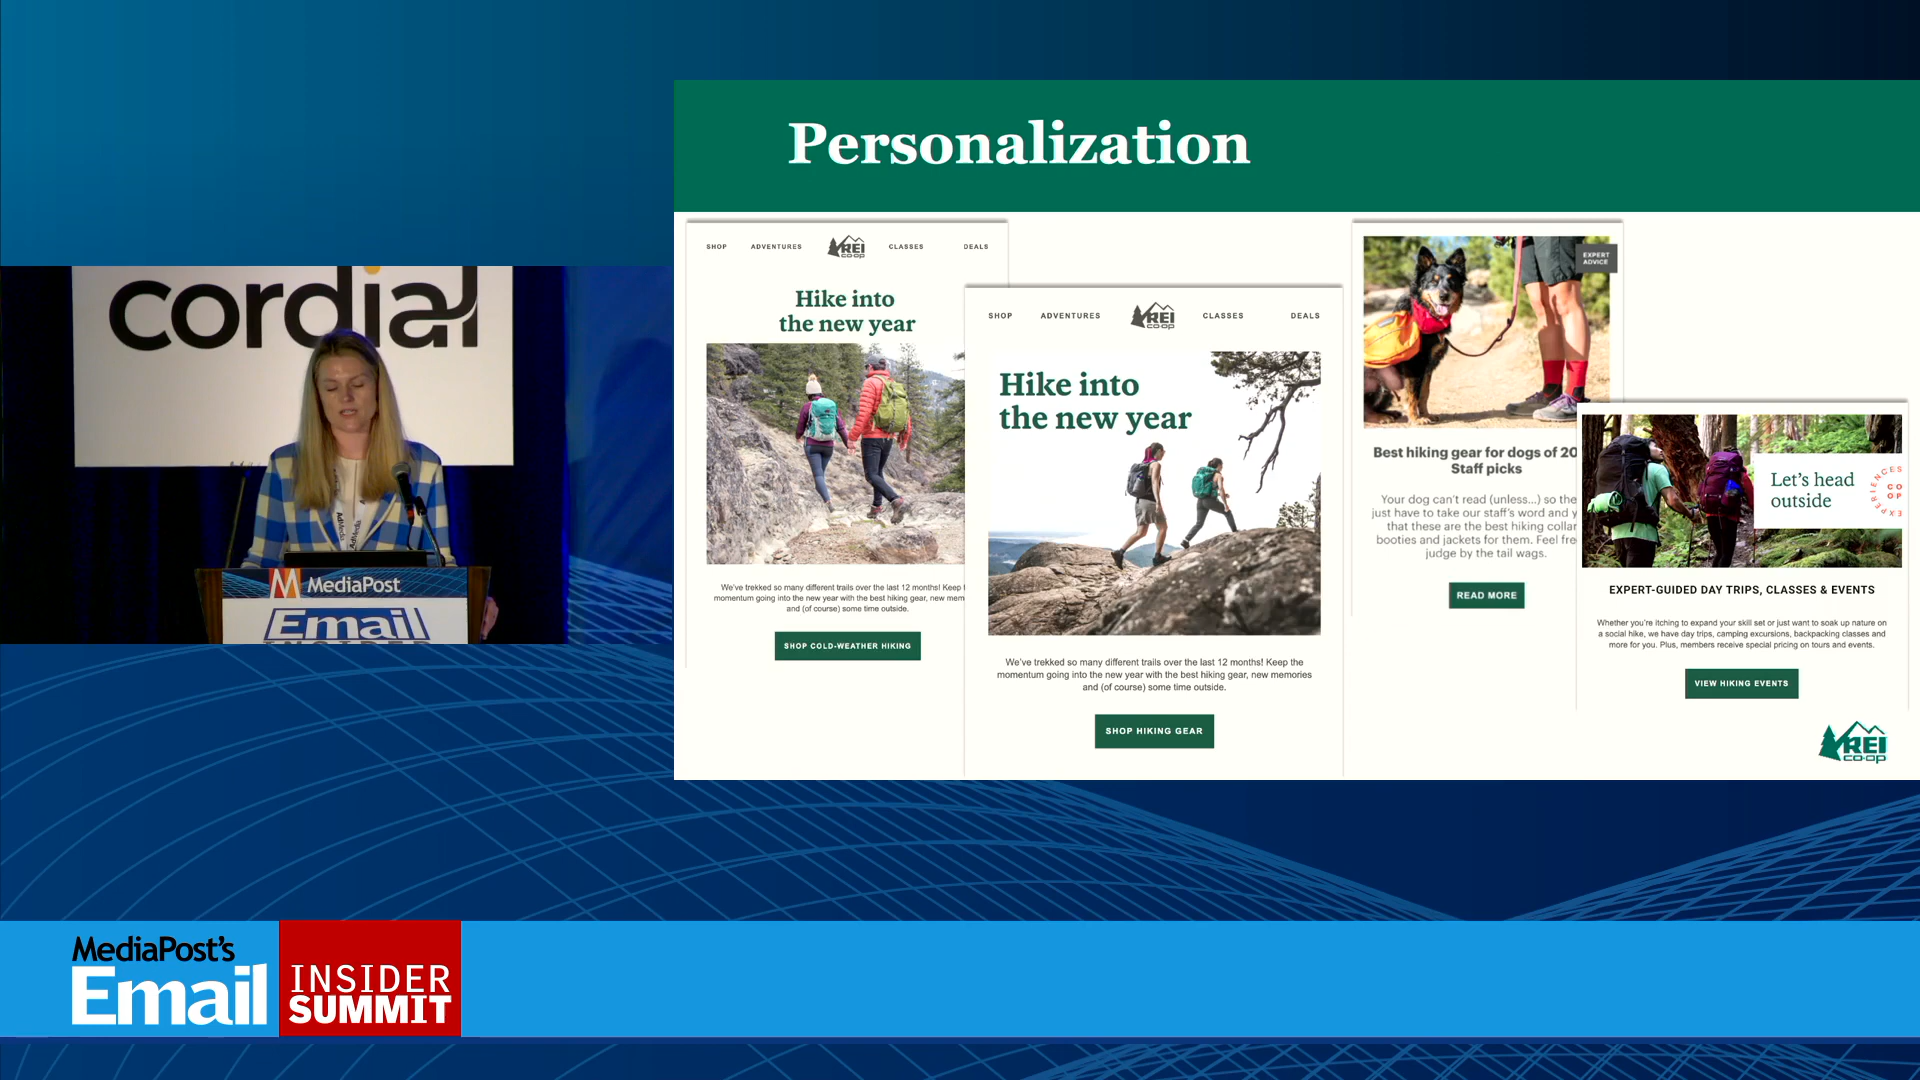 Personalization
cordial
MediaPost
Email
INSIDER
AdMedia
AdMedia
SHOP ADVENTURES REI CO-OP CLASSES DEALS
Hike into
the new year
We've trekked so many different trails over the last 12 months! Keep
momentum going into the new year with the best hiking gear, new mem
and (of course) some time outside.
SHOP COLD-WEATHER HIKING
SHOP ADVENTURES REI CO-OP CLASSES DEALS
Hike into
the new year
We've trekked so many different trails over the last 12 months! Keep the
momentum going into the new year with the best hiking gear, new memories
and (of course) some time outside.
SHOP HIKING GEAR
EXPERT
ADVICE
Best hiking gear for dogs of 20
Staff picks
Your dog can't read (unless...) so the
just have to take our staff's word and y
that these are the best hiking collar
booties and jackets for them. Feel fre
judge by the tail wags.
READ MORE
Let's head
outside
EXPERIENCES
CO
OP
EXPERT-GUIDED DAY TRIPS, CLASSES & EVENTS
Whether you're itching to expand your skill set or just want to soak up nature on
a social hike, we have day trips, camping excursions, backpacking classes and
more for you. Plus, members receive special pricing on tours and events.
VIEW HIKING EVENTS
REI
CO-OP
MediaPost's
Email
INSIDER
SUMMIT